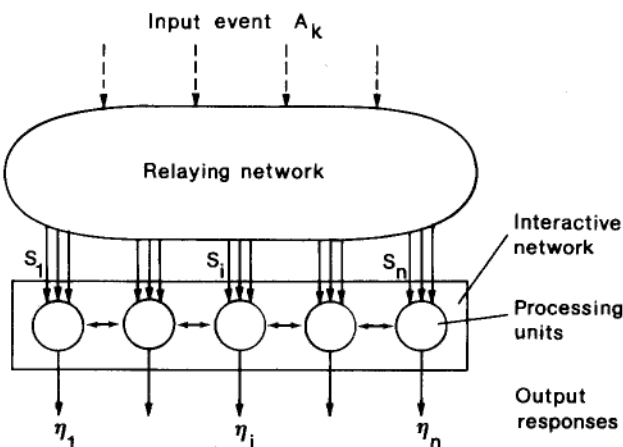 Input event A_k
Relaying network
Interactive
network
S_1 S_i S_n
Processing
units
Output
responses
η_1 η_i η_n